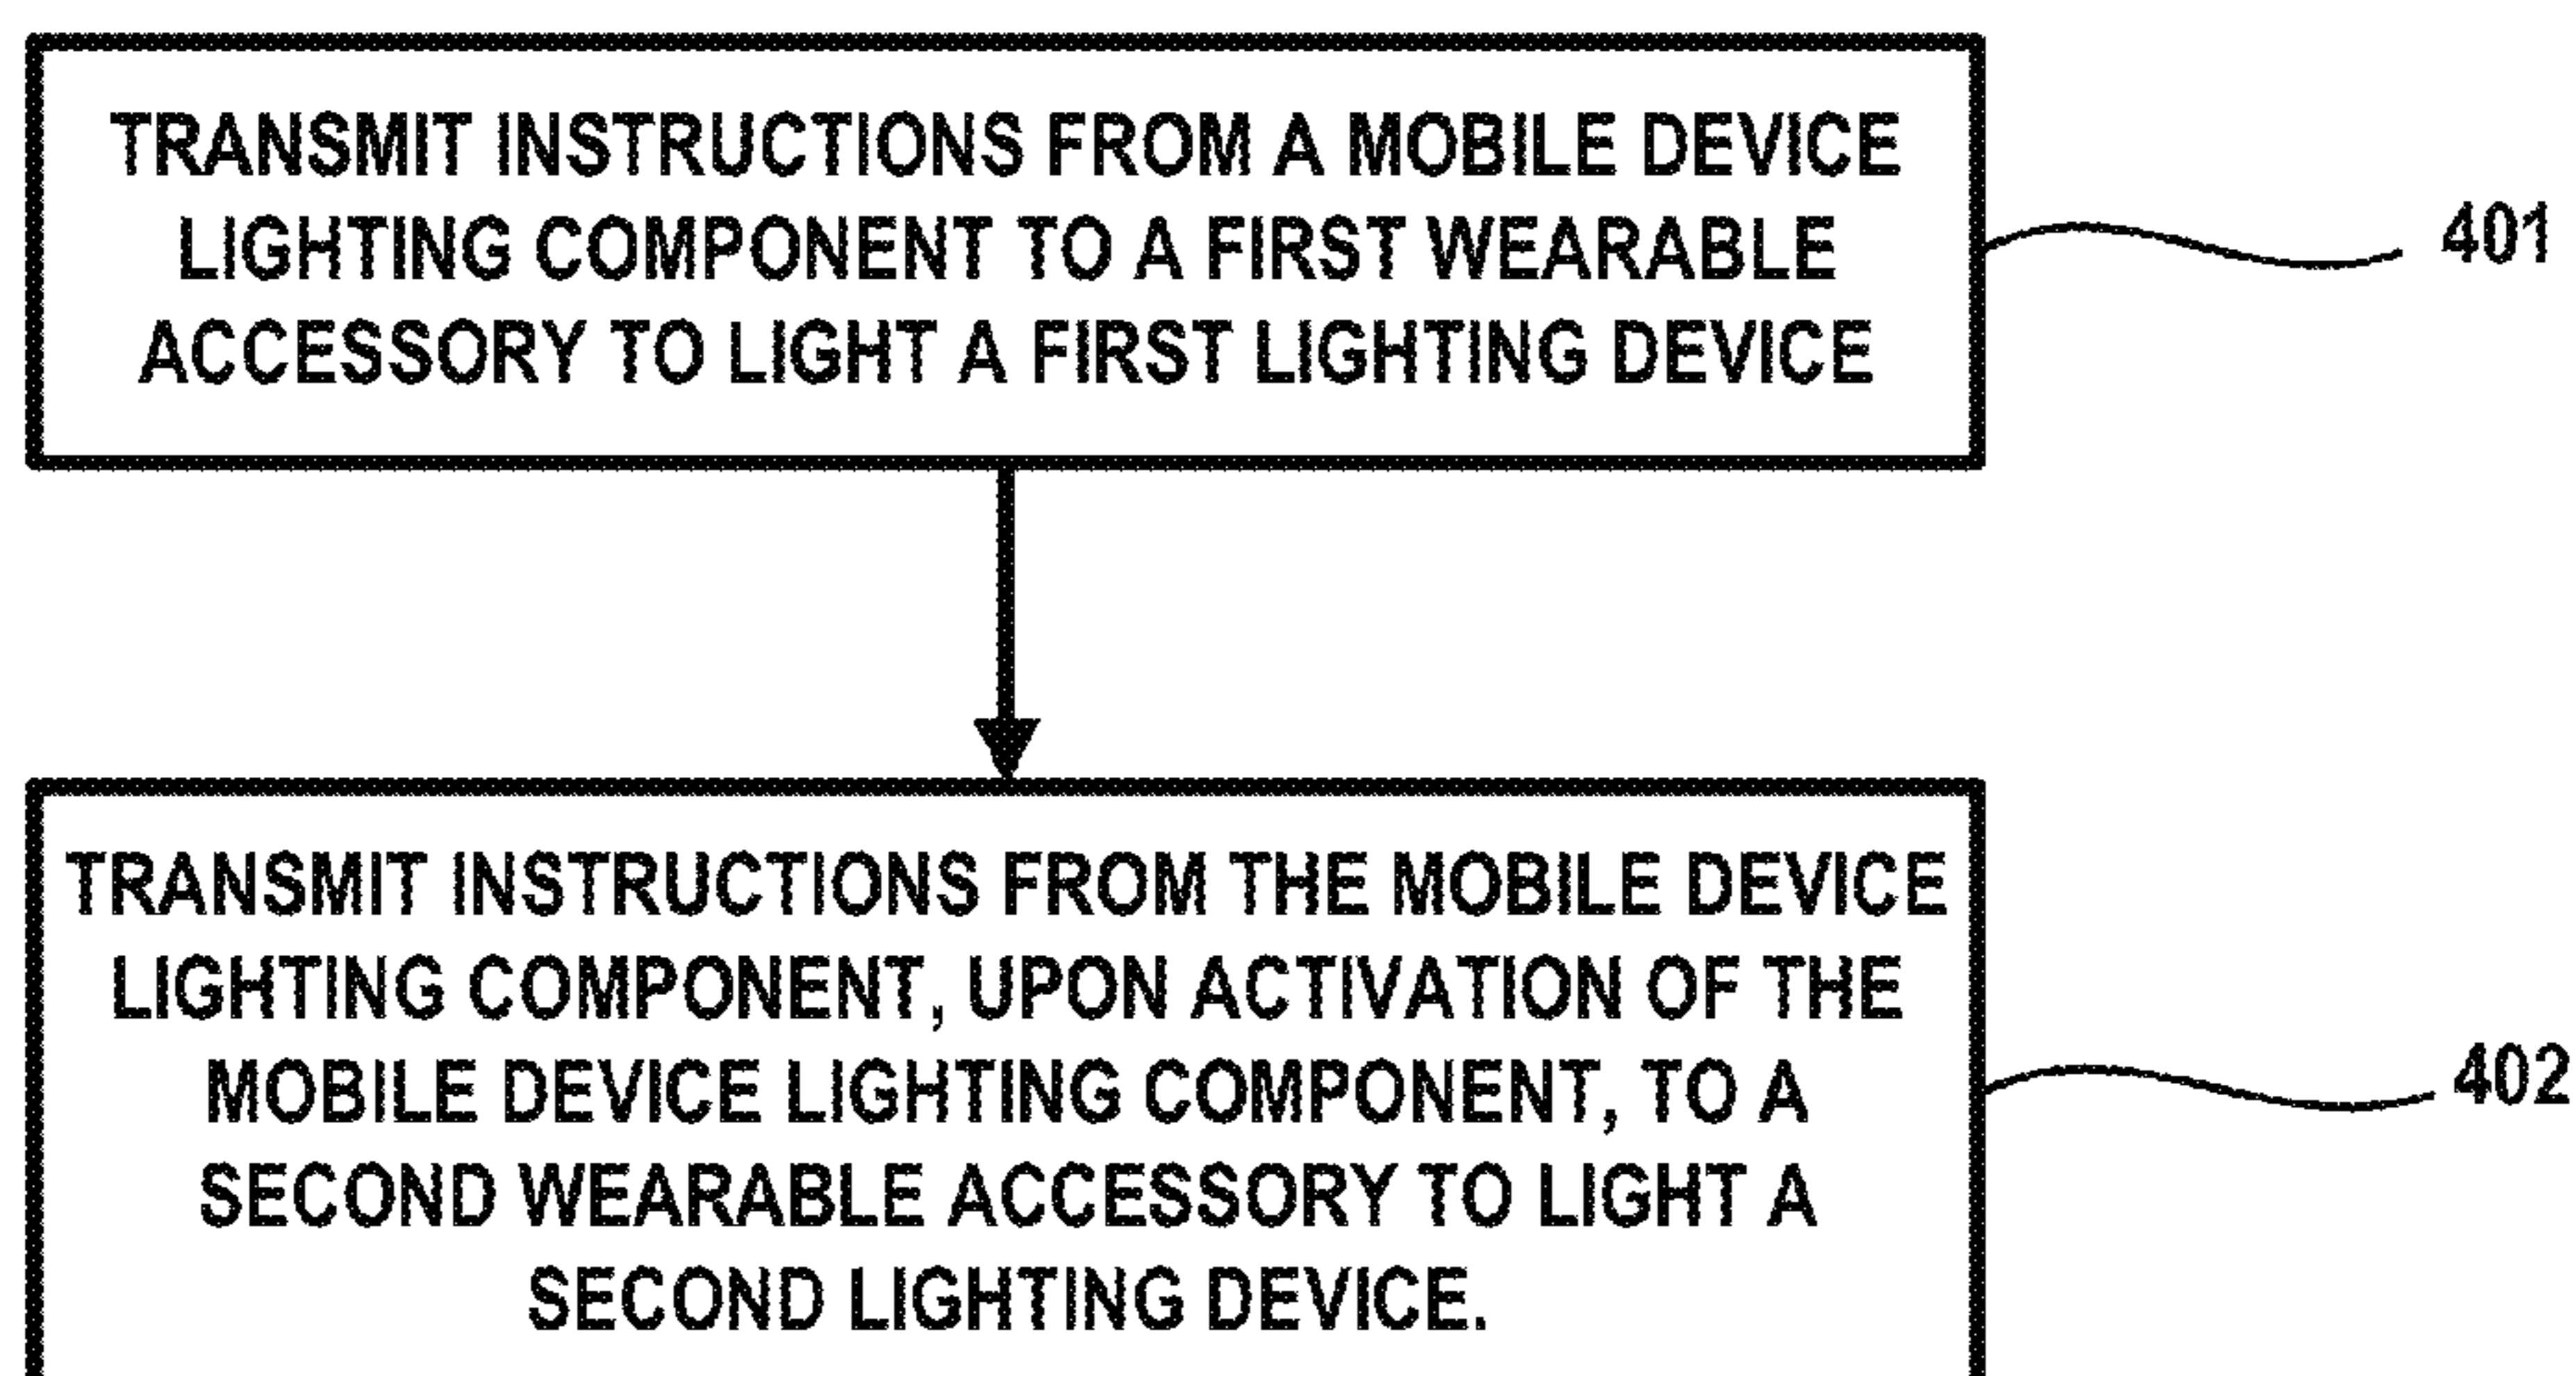 TRANSMIT INSTRUCTIONS FROM A MOBILE DEVICE
LIGHTING COMPONENT TO A FIRST WEARABLE
ACCESSORY TO LIGHT A FIRST LIGHTING DEVICE
401
TRANSMIT INSTRUCTIONS FROM THE MOBILE DEVICE
LIGHTING COMPONENT, UPON ACTIVATION OF THE
MOBILE DEVICE LIGHTING COMPONENT, TO A
SECOND WEARABLE ACCESSORY TO LIGHT A
SECOND LIGHTING DEVICE.
402